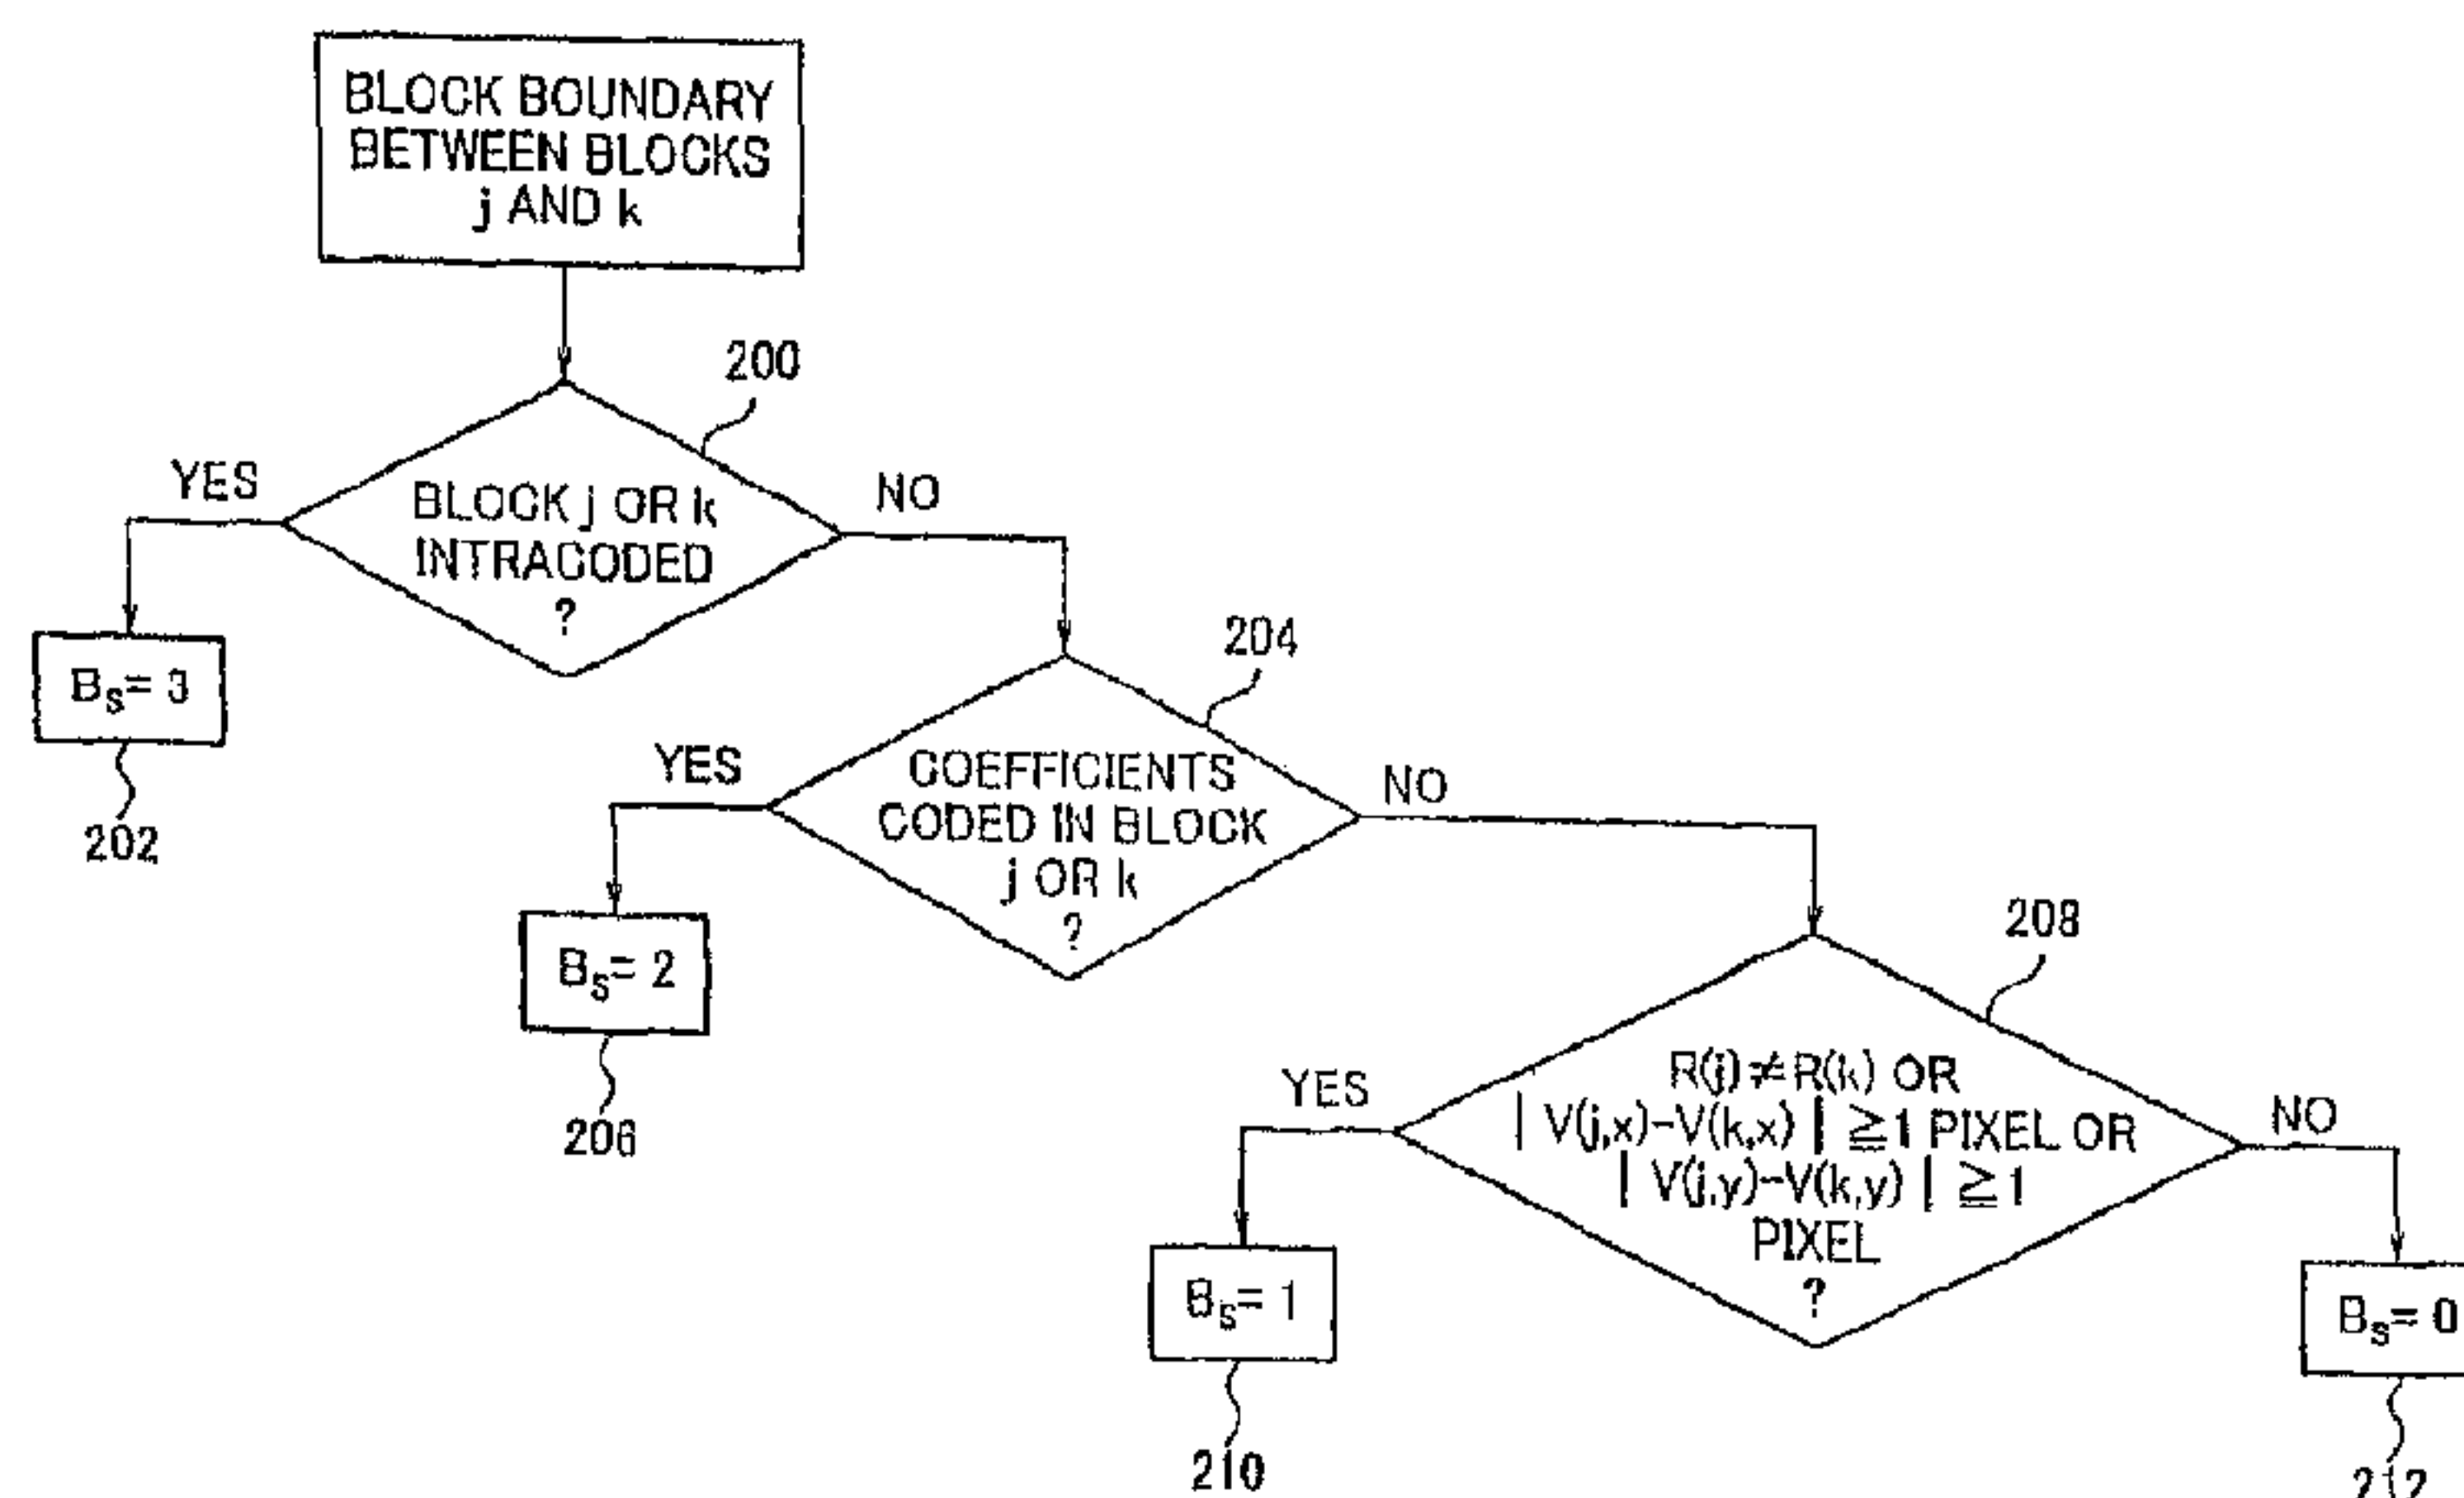 BLOCK BOUNDARY
BETWEEN BLOCKS
j AND k
200
YES
NO
BLOCK j OR k
INTRACODED
?
204
Bs= 3
202
YES
NO
COEFFICIENTS
CODED IN BLOCK
j OR k
?
208
Bs= 2
206
YES
NO
R(j)≠R(k) OR
| V(j,x)-V(k,x) | ≧1 PIXEL OR
| V(j,y)-V(k,y) | ≧1
PIXEL
?
Bs= 1
210
Bs= 0
212